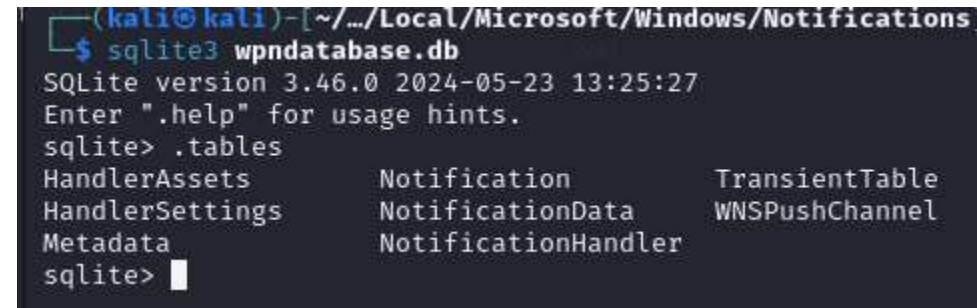 ┌──(kali㉿kali)-[~/…/Local/Microsoft/Windows/Notifications
└─$ sqlite3 wpndatabase.db
SQLite version 3.46.0 2024-05-23 13:25:27
Enter ".help" for usage hints.
sqlite> .tables
HandlerAssets       Notification        TransientTable
HandlerSettings     NotificationData    WNSPushChannel
Metadata            NotificationHandler
sqlite>